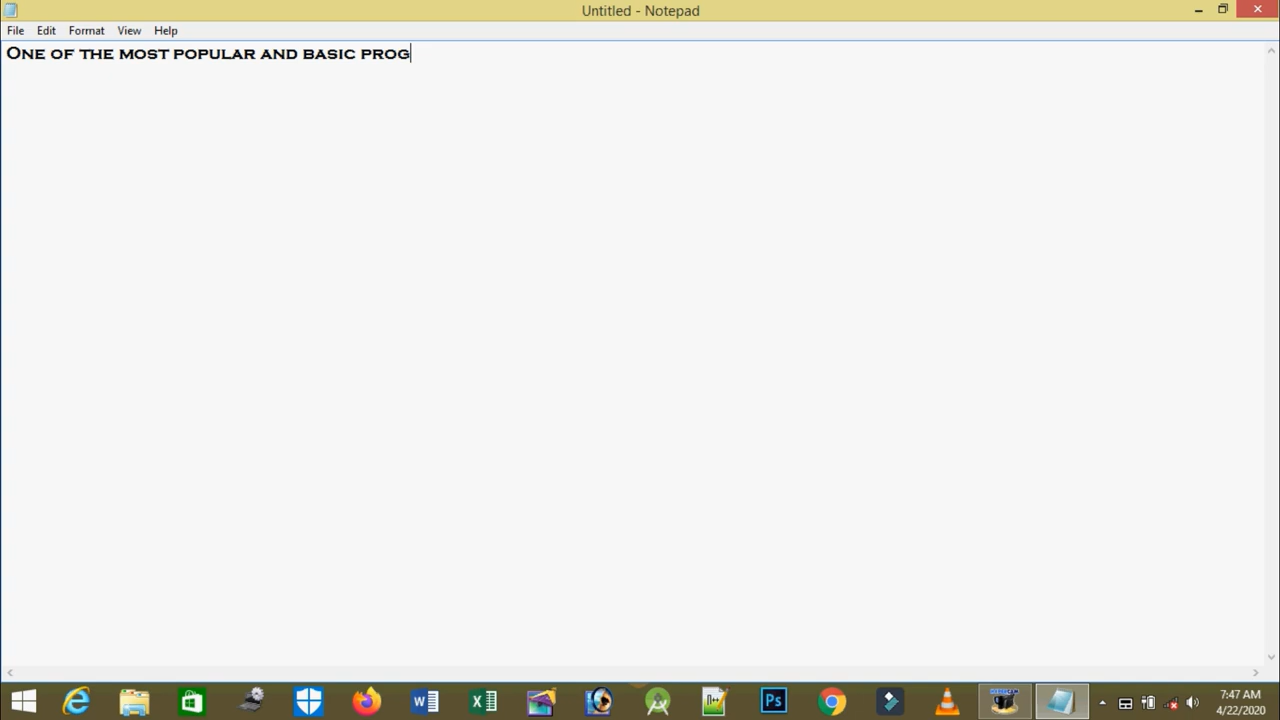 Untitled - Notepad
File Edit Format View Help
One of the most popular and basic prog
7:47 AM
4/22/2020